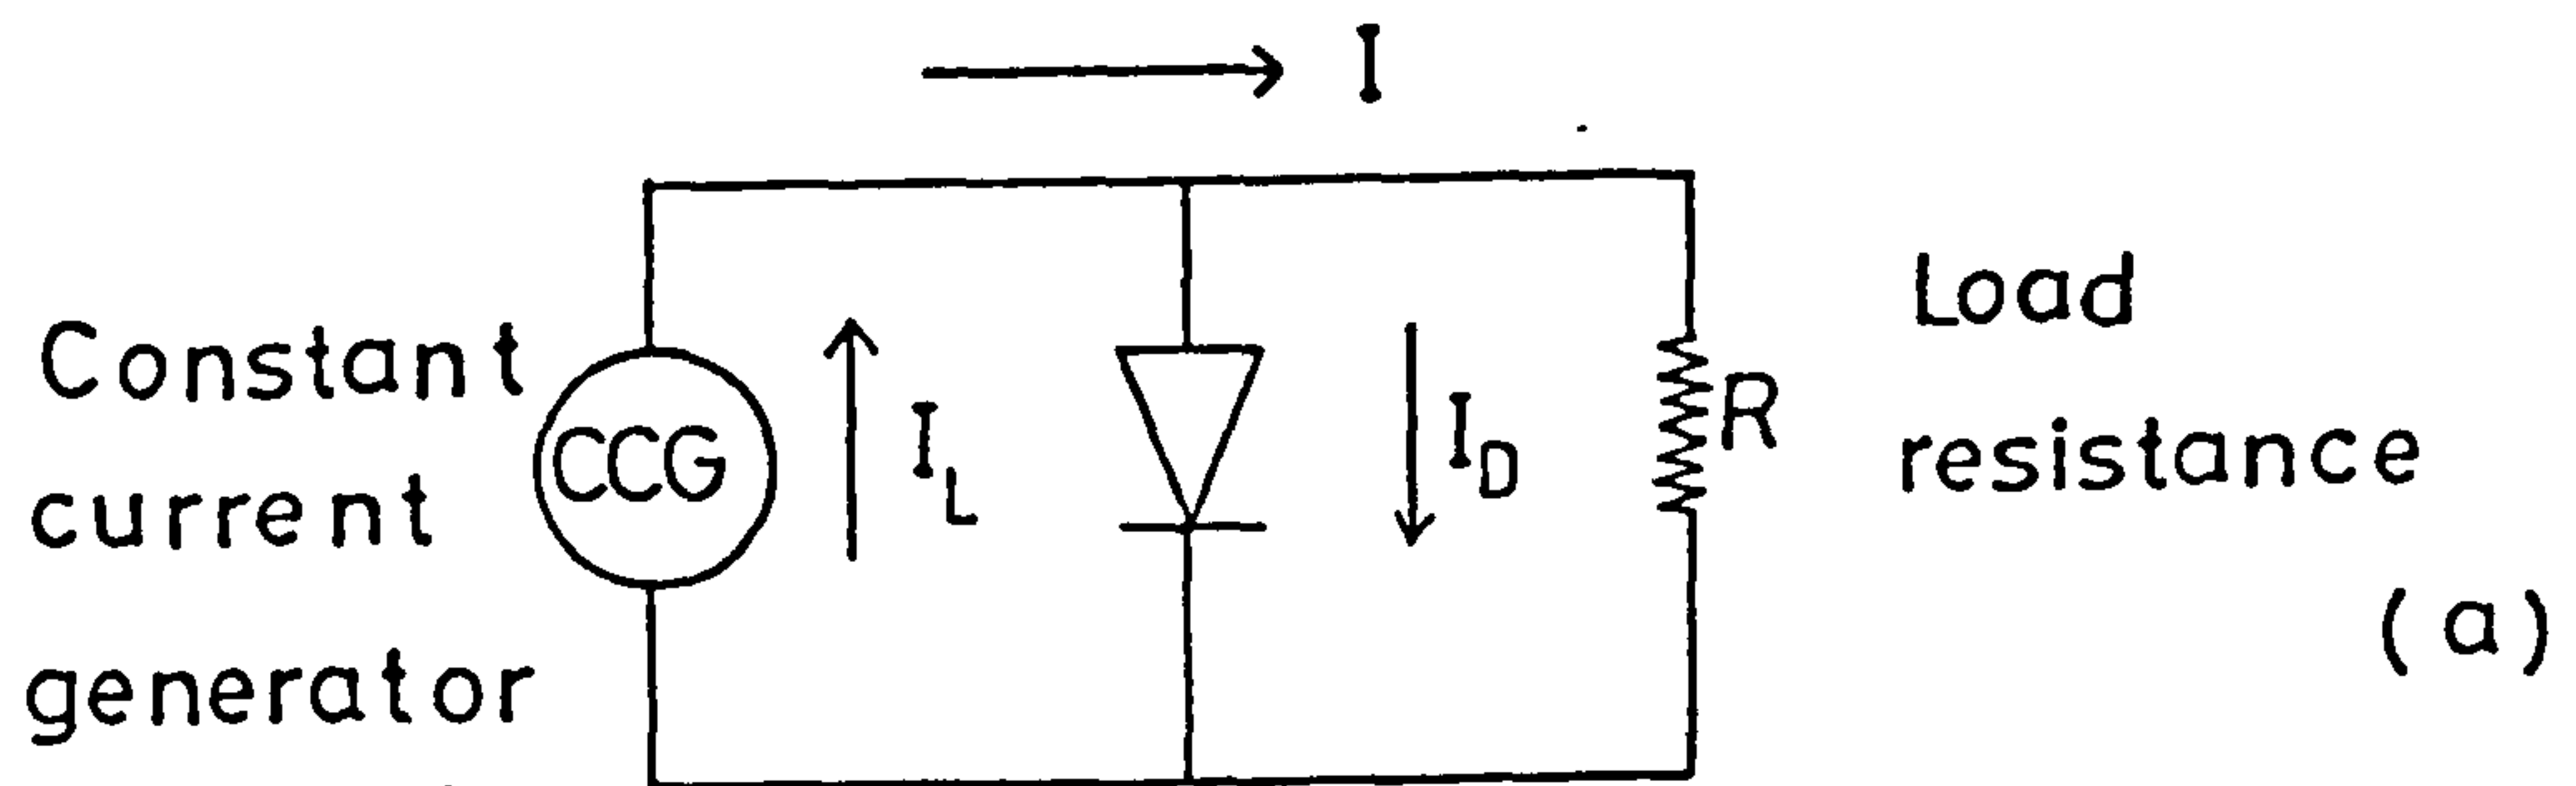 I
Constant
current
generator
CCG
I_L
I_D
R
Load
resistance
(a)